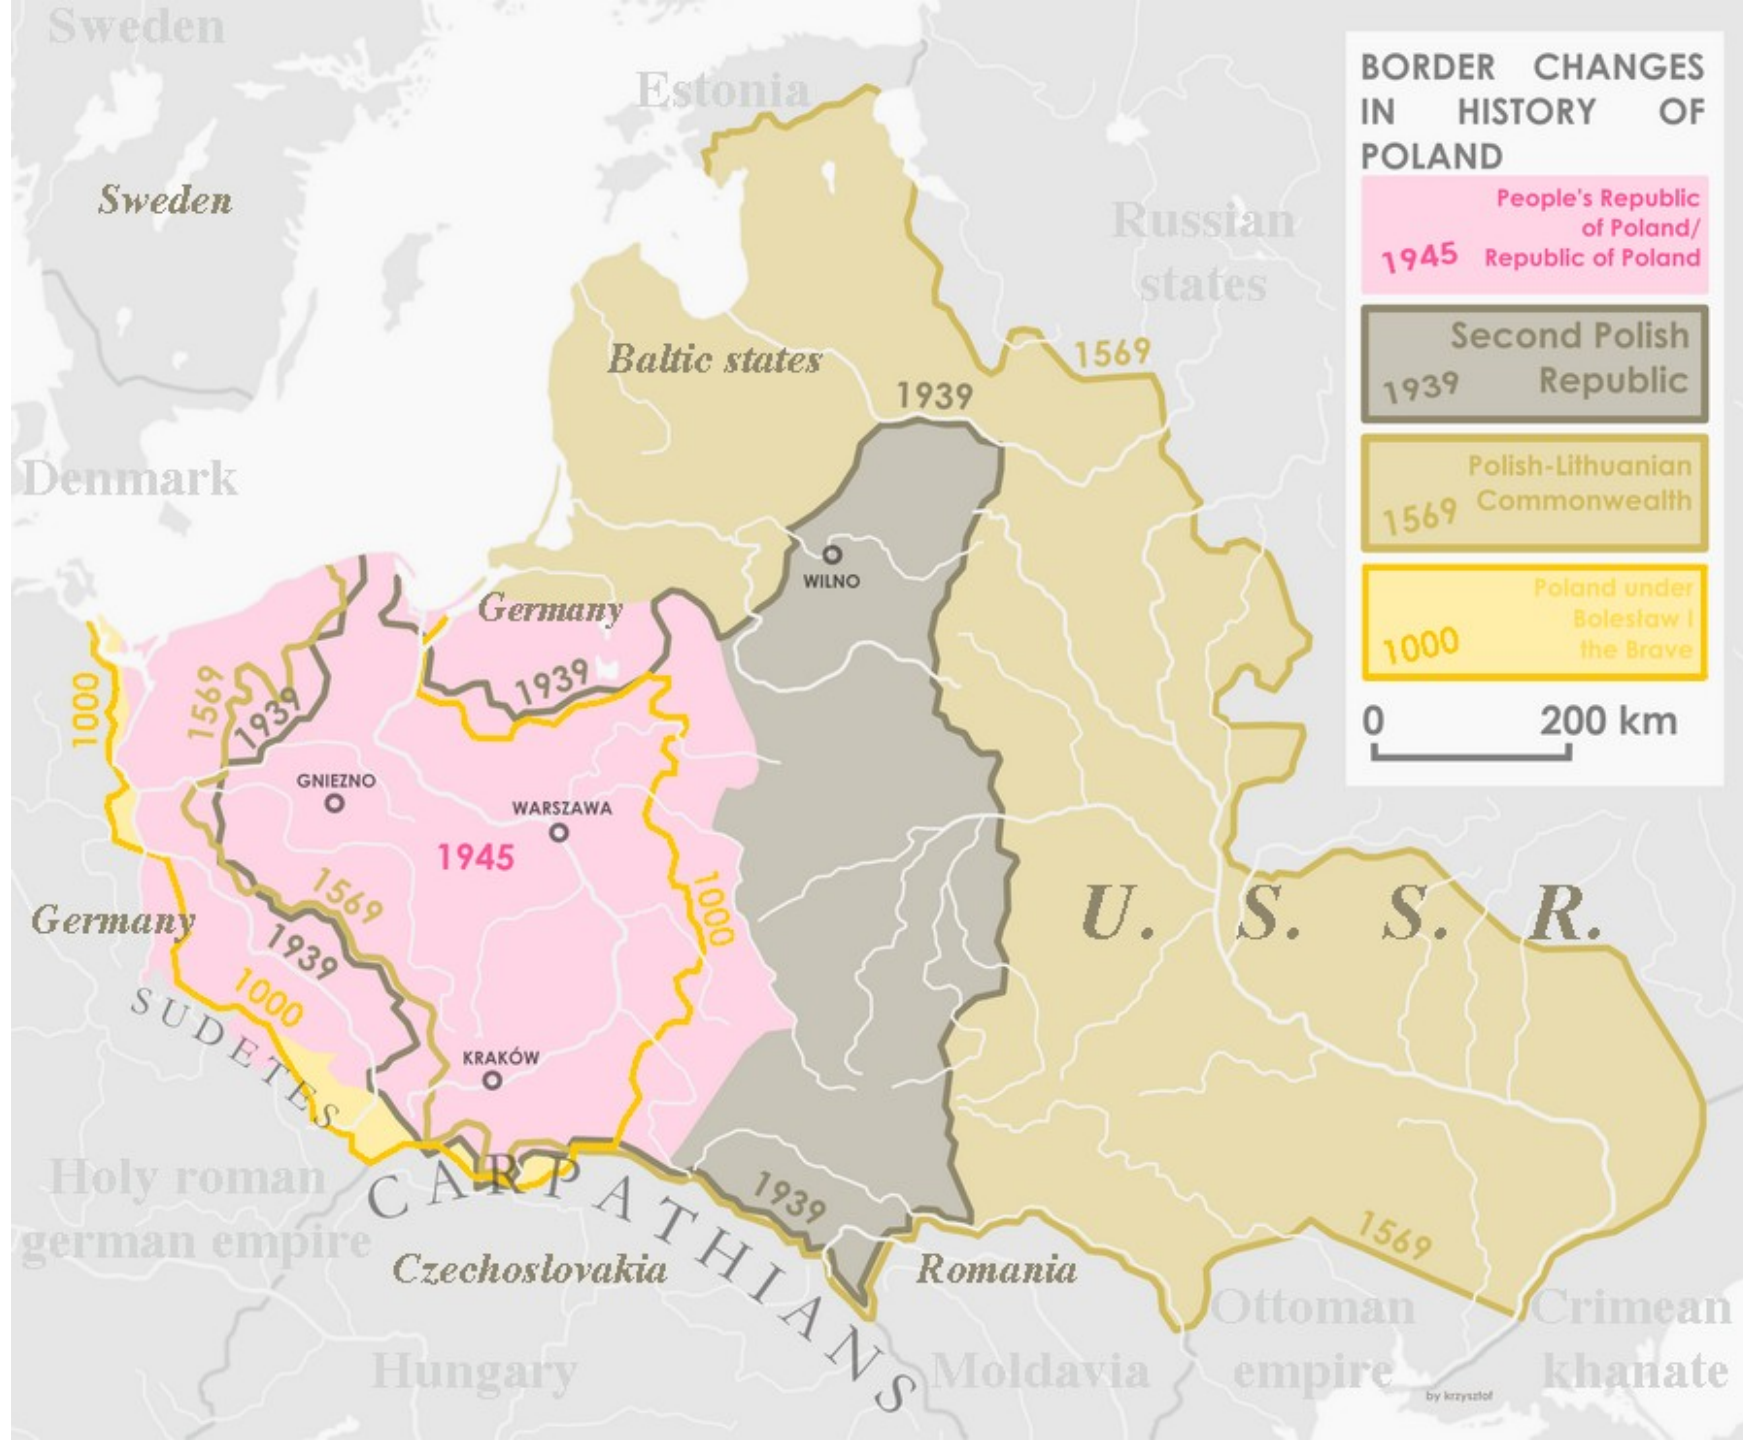 Sweden
Estonia
BORDER CHANGES
IN HISTORY OF
POLAND
People's Republic
of Poland/
1945 Republic of Poland
Second Polish
1939 Republic
Polish-Lithuanian
1569 Commonwealth
Poland under
Bolesław I
1000 the Brave
0 200 km
Sweden
Russian
states
Baltic states
1569
1939
Denmark
WILNO
Germany
1000
1569
1939
1939
GNIEZNO
WARSZAWA
1945
1569
1000
Germany
1939
1000
U. S. S. R.
SUDETES
KRAKÓW
Holy roman
german empire
CARPATHIANS
1939
1569
Czechoslovakia
Romania
Ottoman
empire
Crimean
khanate
Hungary
Moldavia
by krzysztof